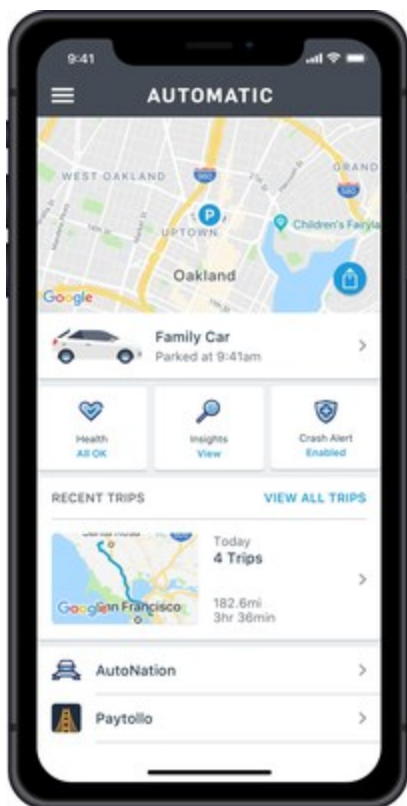 9:41
AUTOMATIC
WEST OAKLAND
980
GRAND
580
P
UPTOWN
Children's Fairyla
Oakland
Google
Family Car
Parked at 9:41am
Health
All OK
Insights
View
Crash Alert
Enabled
RECENT TRIPS
VIEW ALL TRIPS
Today
4 Trips
Google
San Francisco
182.6mi
3hr 36min
AutoNation
Paytollo